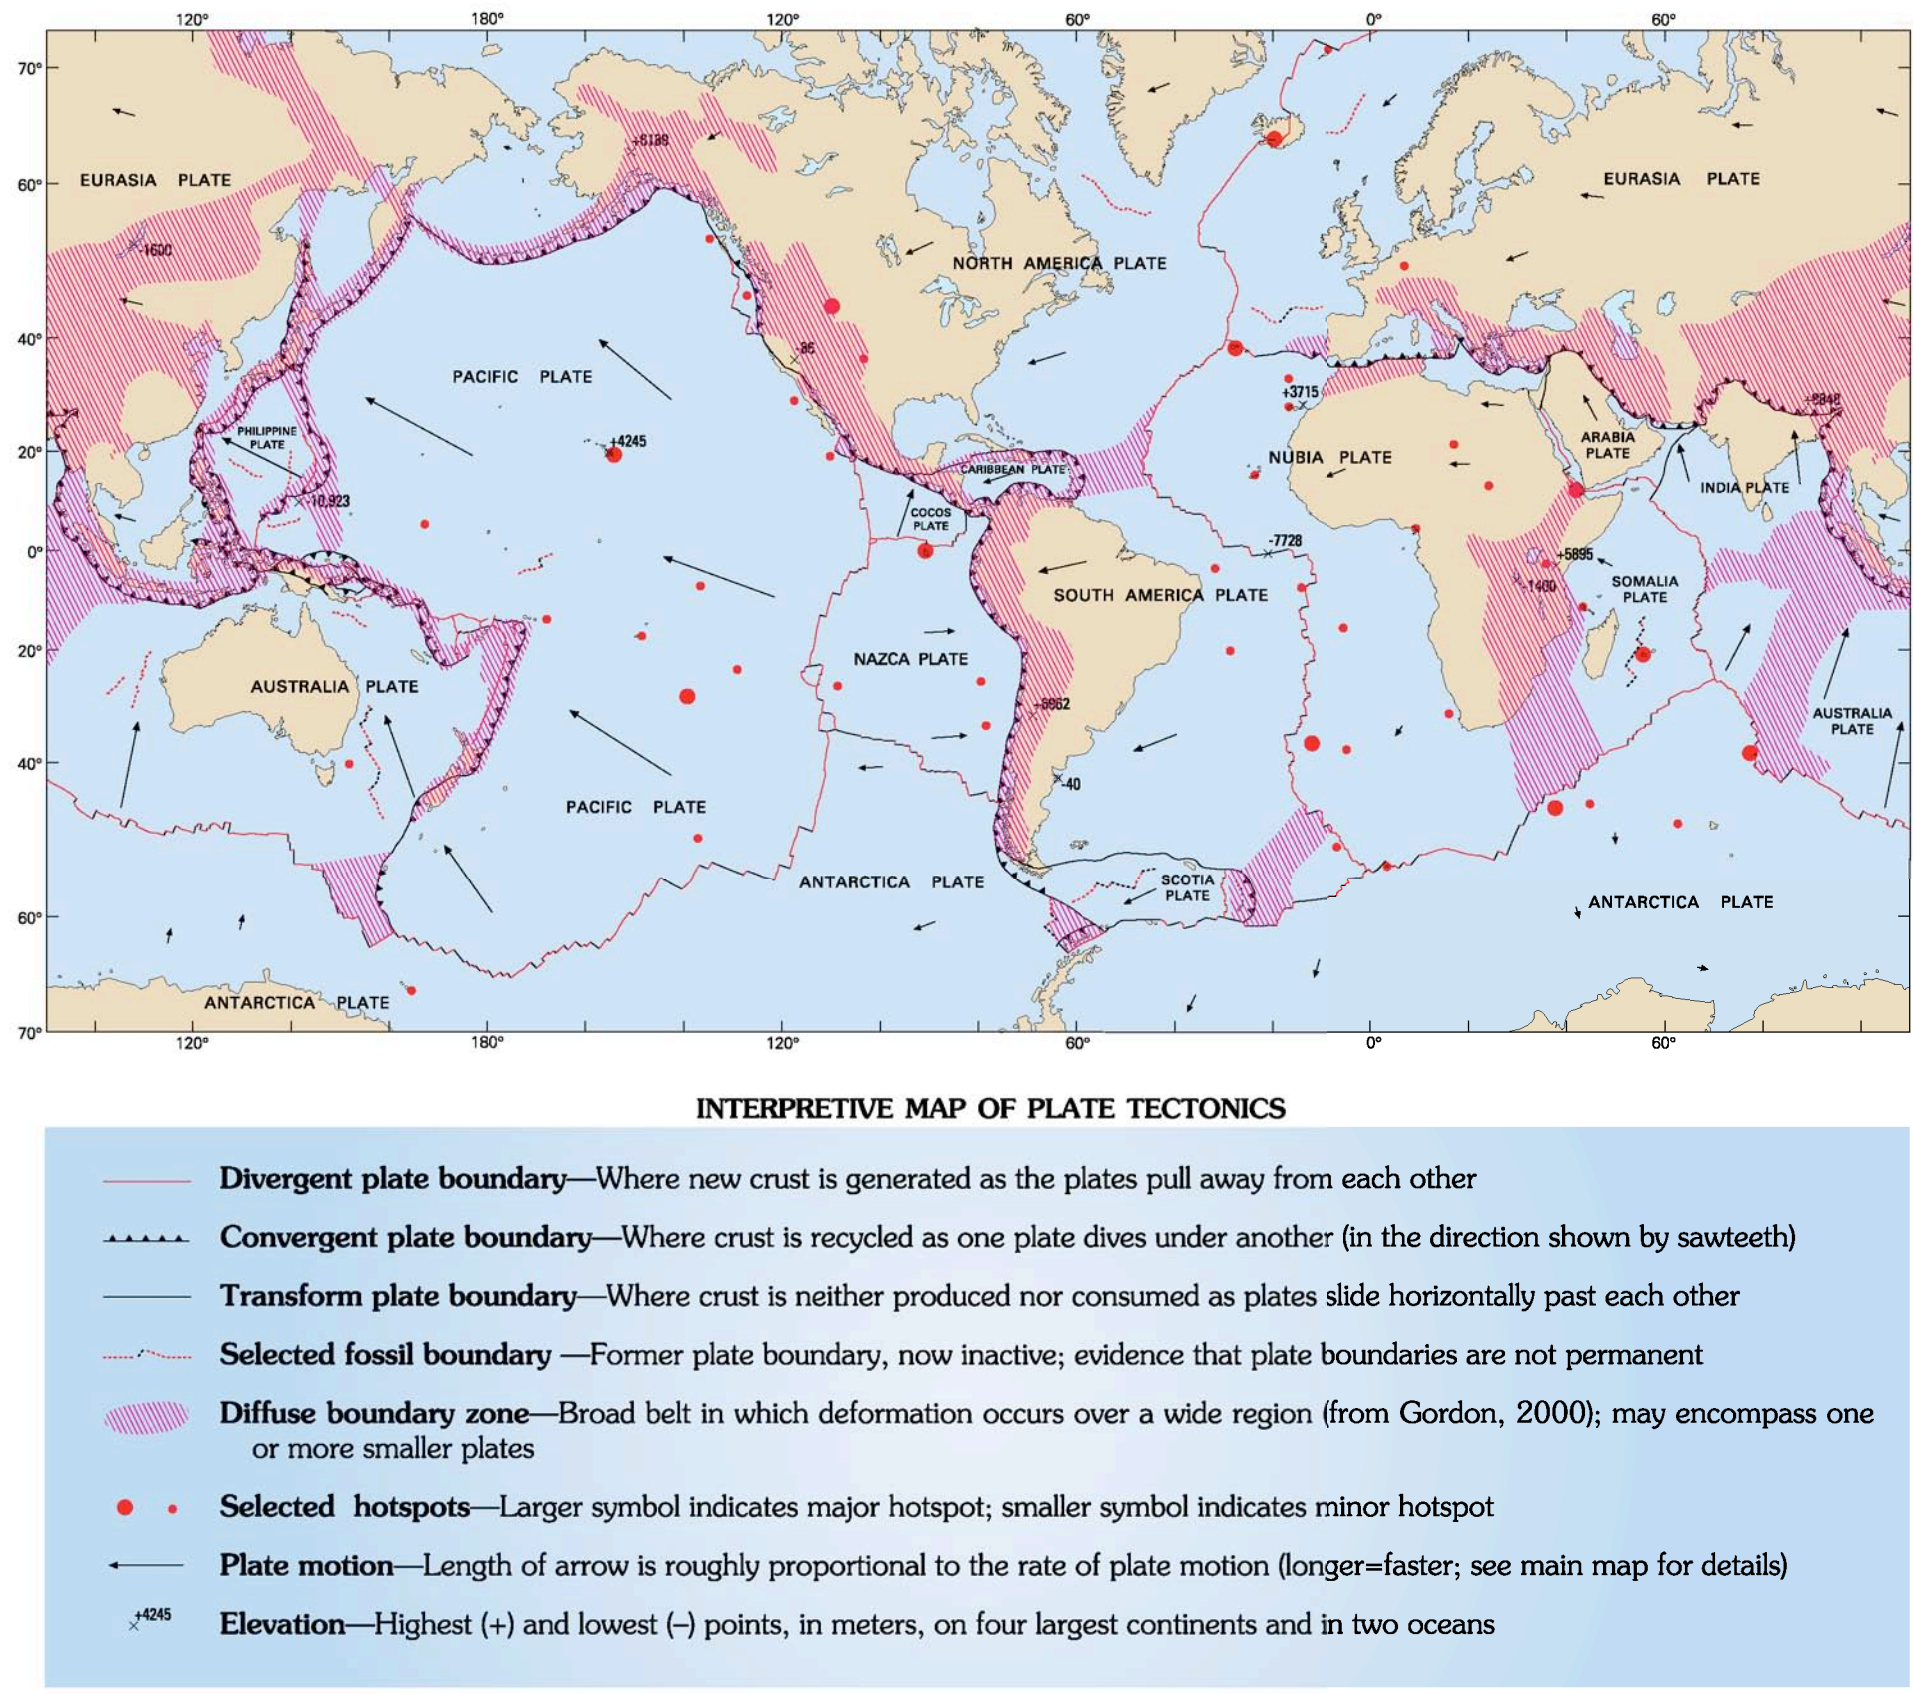 120° 180° 120° 60° 0° 60°
70°
60°
40°
20°
0°
20°
40°
60°
70°
EURASIA PLATE
+6138
-1600
NORTH AMERICA PLATE
EURASIA PLATE
-86
PACIFIC PLATE
PHILIPPINE
PLATE
+4245
-10,923
CARIBBEAN PLATE
COCOS
PLATE
+3715
NUBIA PLATE
ARABIA
PLATE
+8848
INDIA PLATE
-7728
+5895
-1400
SOMALIA
PLATE
SOUTH AMERICA PLATE
NAZCA PLATE
AUSTRALIA PLATE
+6962
AUSTRALIA
PLATE
-40
PACIFIC PLATE
ANTARCTICA PLATE
SCOTIA
PLATE
ANTARCTICA PLATE
ANTARCTICA PLATE
120° 180° 120° 60° 0° 60°
INTERPRETIVE MAP OF PLATE TECTONICS
Divergent plate boundary—Where new crust is generated as the plates pull away from each other
Convergent plate boundary—Where crust is recycled as one plate dives under another (in the direction shown by sawteeth)
Transform plate boundary—Where crust is neither produced nor consumed as plates slide horizontally past each other
Selected fossil boundary —Former plate boundary, now inactive; evidence that plate boundaries are not permanent
Diffuse boundary zone—Broad belt in which deformation occurs over a wide region (from Gordon, 2000); may encompass one
or more smaller plates
Selected hotspots—Larger symbol indicates major hotspot; smaller symbol indicates minor hotspot
Plate motion—Length of arrow is roughly proportional to the rate of plate motion (longer=faster; see main map for details)
+4245
Elevation—Highest (+) and lowest (–) points, in meters, on four largest continents and in two oceans